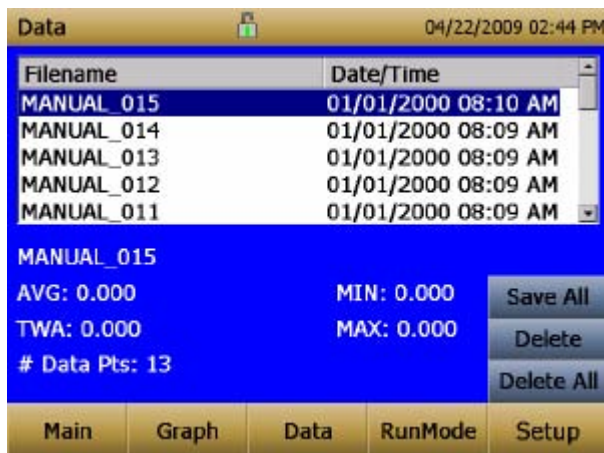 Data 04/22/2009 02:44 PM
Filename Date/Time
MANUAL_015 01/01/2000 08:10 AM
MANUAL_014 01/01/2000 08:09 AM
MANUAL_013 01/01/2000 08:09 AM
MANUAL_012 01/01/2000 08:09 AM
MANUAL_011 01/01/2000 08:09 AM
MANUAL_015
AVG: 0.000 MIN: 0.000 Save All
TWA: 0.000 MAX: 0.000 Delete
# Data Pts: 13
Delete All
Main Graph Data RunMode Setup